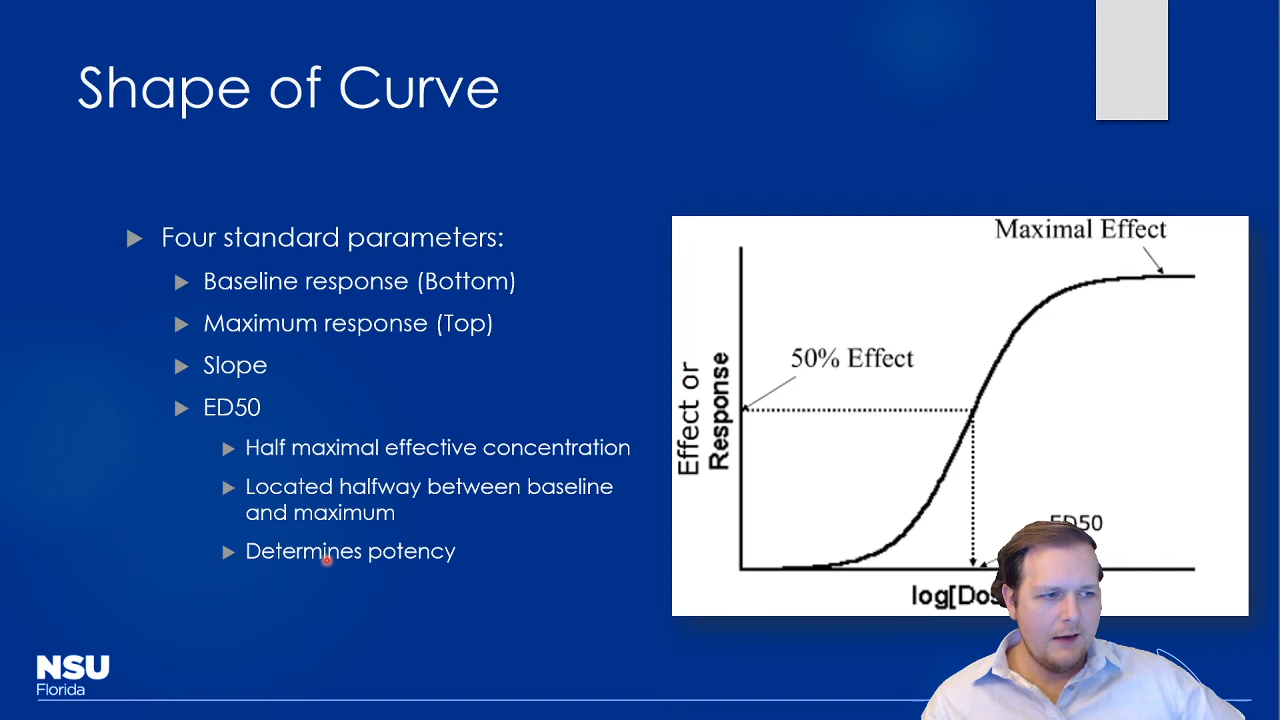 Shape of Curve
Four standard parameters:
Baseline response (Bottom)
Maximum response (Top)
Slope
ED50
Half maximal effective concentration
Located halfway between baseline
and maximum
Determines potency
Maximal Effect
50% Effect
Effect or
Response
ED50
NSU
Florida